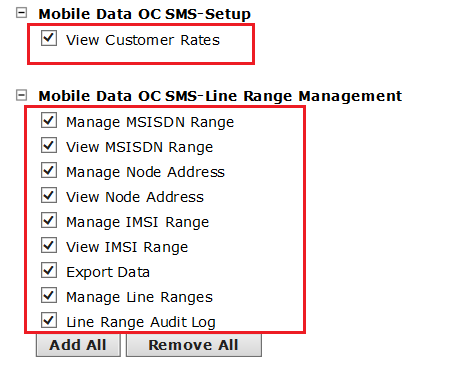 Mobile Data OC SMS-Setup
View Customer Rates
Mobile Data OC SMS-Line Range Management
Manage MSISDN Range
View MSISDN Range
Manage Node Address
View Node Address
Manage IMSI Range
View IMSI Range
Export Data
Manage Line Ranges
Line Range Audit Log
Add All Remove All